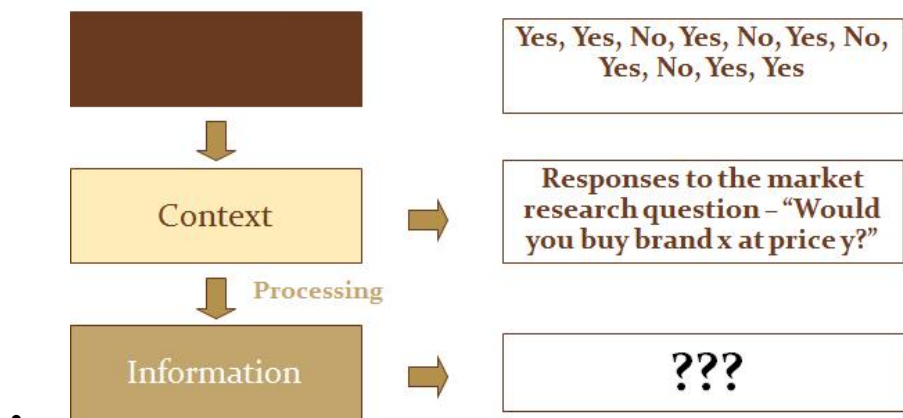 Yes, Yes, No, Yes, No, Yes, No,
Yes, No, Yes, Yes
Context
Responses to the market
research question – “Would
you buy brand x at price y?”
Processing
Information
???